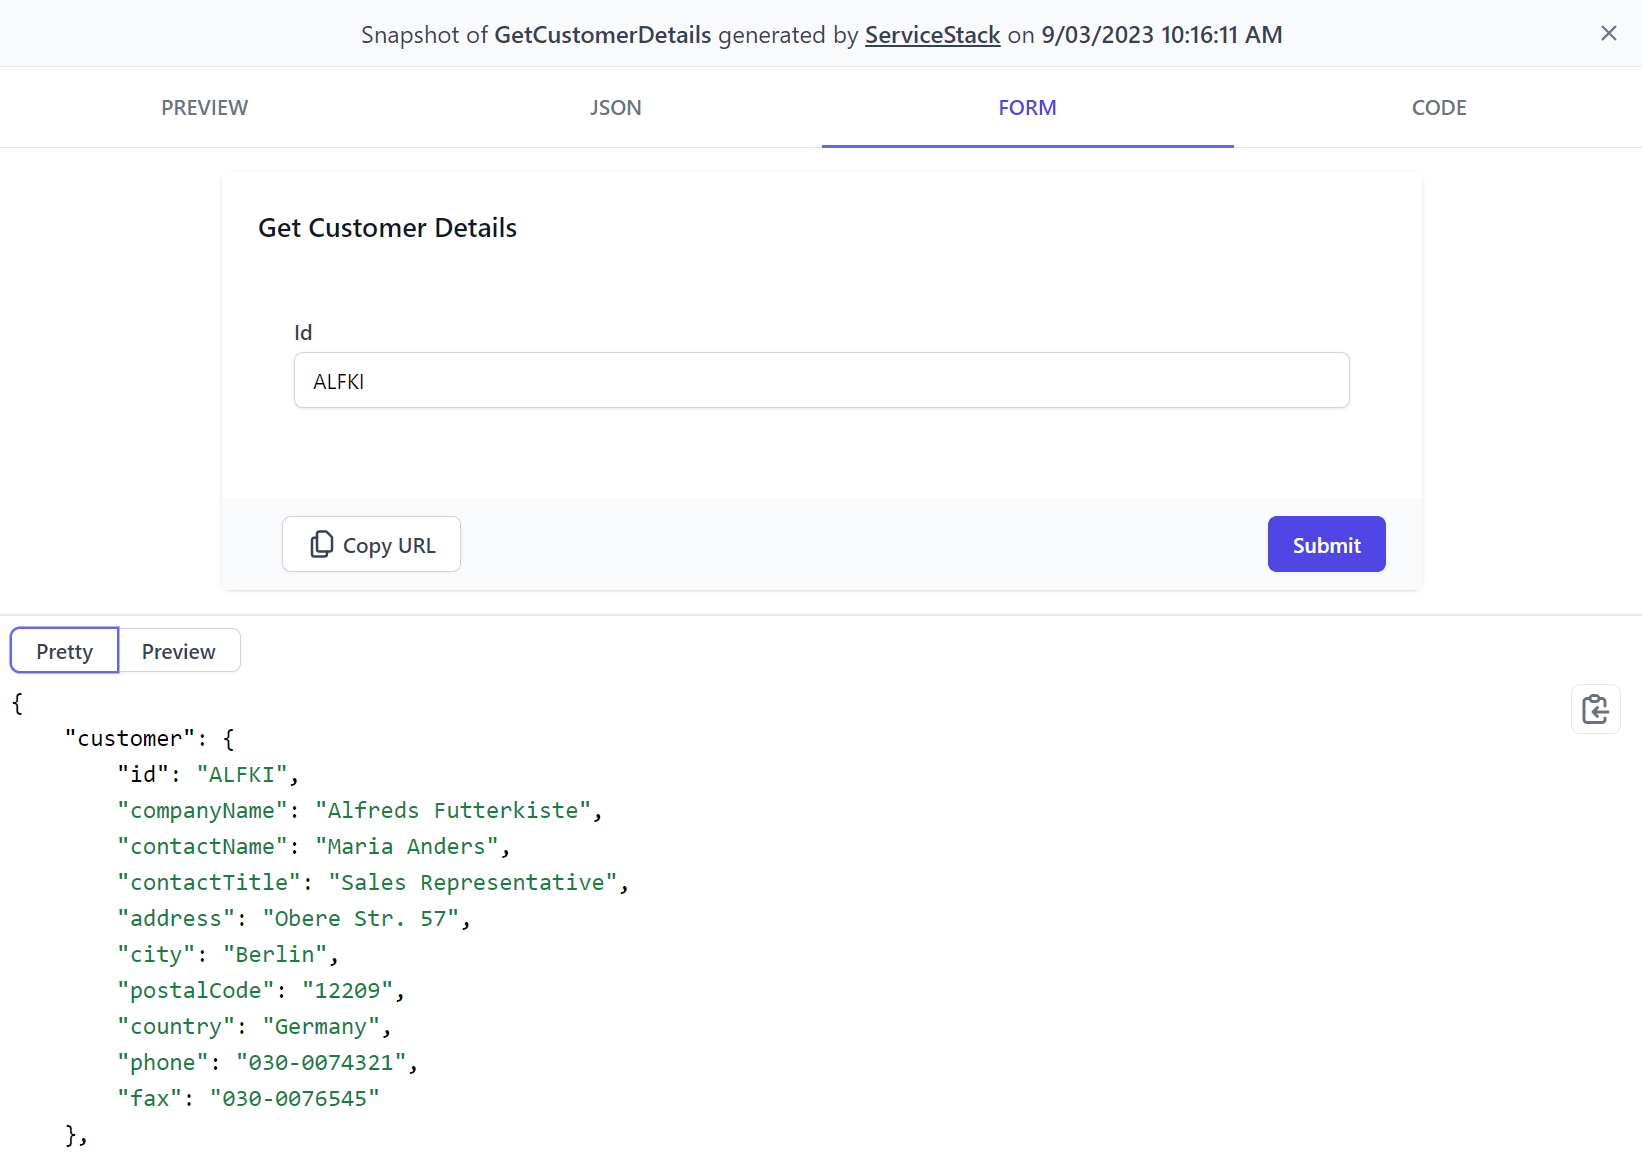 Snapshot of GetCustomerDetails generated by ServiceStack on 9/03/2023 10:16:11 AM
PREVIEW JSON FORM CODE
Get Customer Details
Id
ALFKI
Copy URL Submit
Pretty Preview
{
    "customer": {
        "id": "ALFKI",
        "companyName": "Alfreds Futterkiste",
        "contactName": "Maria Anders",
        "contactTitle": "Sales Representative",
        "address": "Obere Str. 57",
        "city": "Berlin",
        "postalCode": "12209",
        "country": "Germany",
        "phone": "030-0074321",
        "fax": "030-0076545"
    },